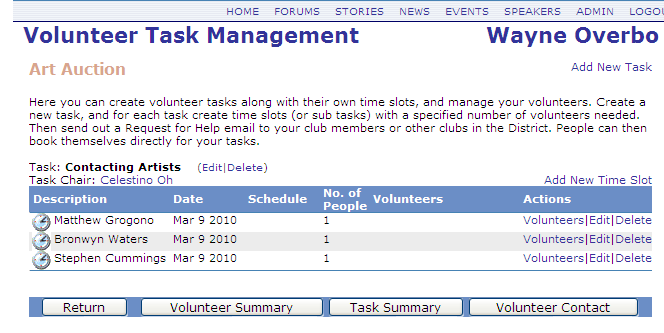 HOME FORUMS STORIES NEWS EVENTS SPEAKERS ADMIN LOGOU
Volunteer Task Management Wayne Overbo
Art Auction Add New Task
Here you can create volunteer tasks along with their own time slots, and manage your volunteers. Create a
new task, and for each task create time slots (or sub tasks) with a specified number of volunteers needed.
Then send out a Request for Help email to your club members or other clubs in the District. People can then
book themselves directly for your tasks.
Task: Contacting Artists (Edit|Delete)
Task Chair: Celestino Oh Add New Time Slot
Description Date Schedule No. of People Volunteers Actions
Matthew Grogono Mar 9 2010 1 Volunteers|Edit|Delete
Bronwyn Waters Mar 9 2010 1 Volunteers|Edit|Delete
Stephen Cummings Mar 9 2010 1 Volunteers|Edit|Delete
Return Volunteer Summary Task Summary Volunteer Contact